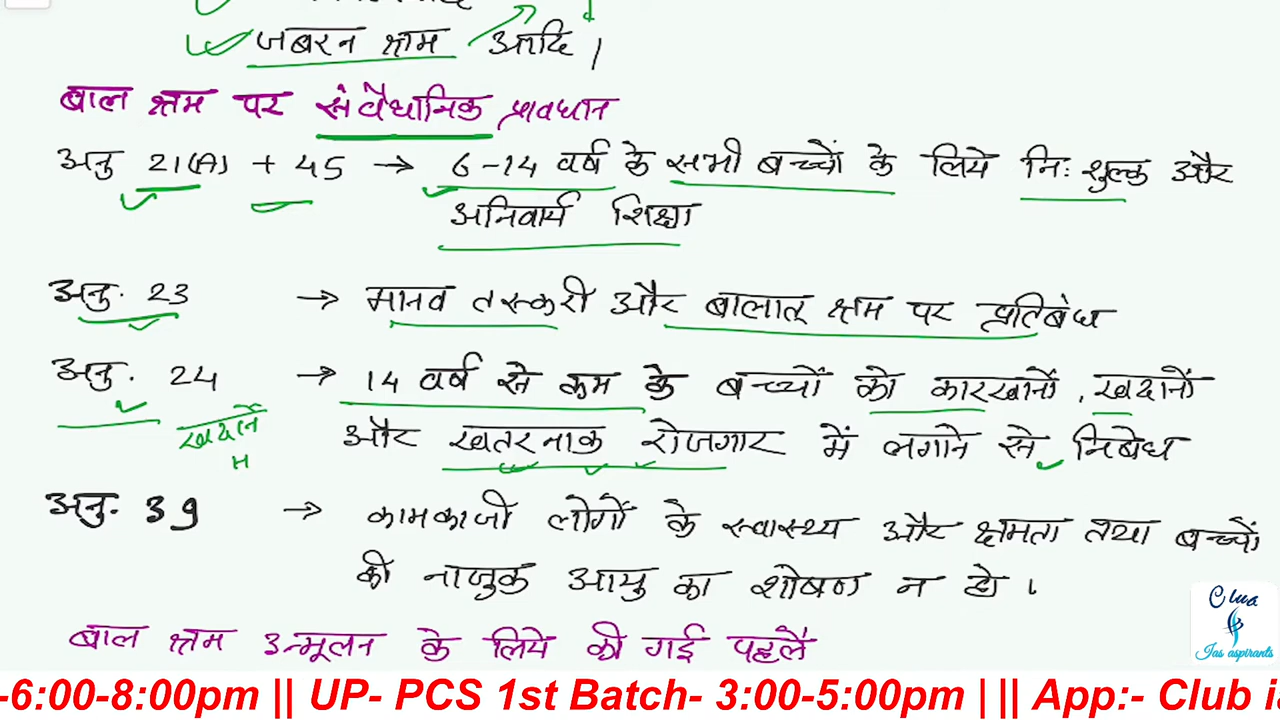 जबरन श्रम आदि ।
बाल श्रम पर संवैधानिक प्रावधान
अनु 21(A) + 45 → 6-14 वर्ष के सभी बच्चों के लिये निः शुल्क और
अनिवार्य शिक्षा
अनु. 23 → मानव तस्करी और बालात् श्रम पर प्रतिबंध
अनु. 24 → 14 वर्ष से कम के बच्चों को कारखानों, खदानों
खदानें
और खतरनाक रोजगार में लगाने से निषेध
अनु. 39 → कामकाजी लोगों के स्वास्थ्य और क्षमता तथा बच्चों
की नाजुक आयु का शोषण न हो ।
बाल श्रम उन्मूलन के लिये की गई पहलें
Club
Ias aspirants
-6:00-8:00pm || UP- PCS 1st Batch- 3:00-5:00pm | || App:- Club i